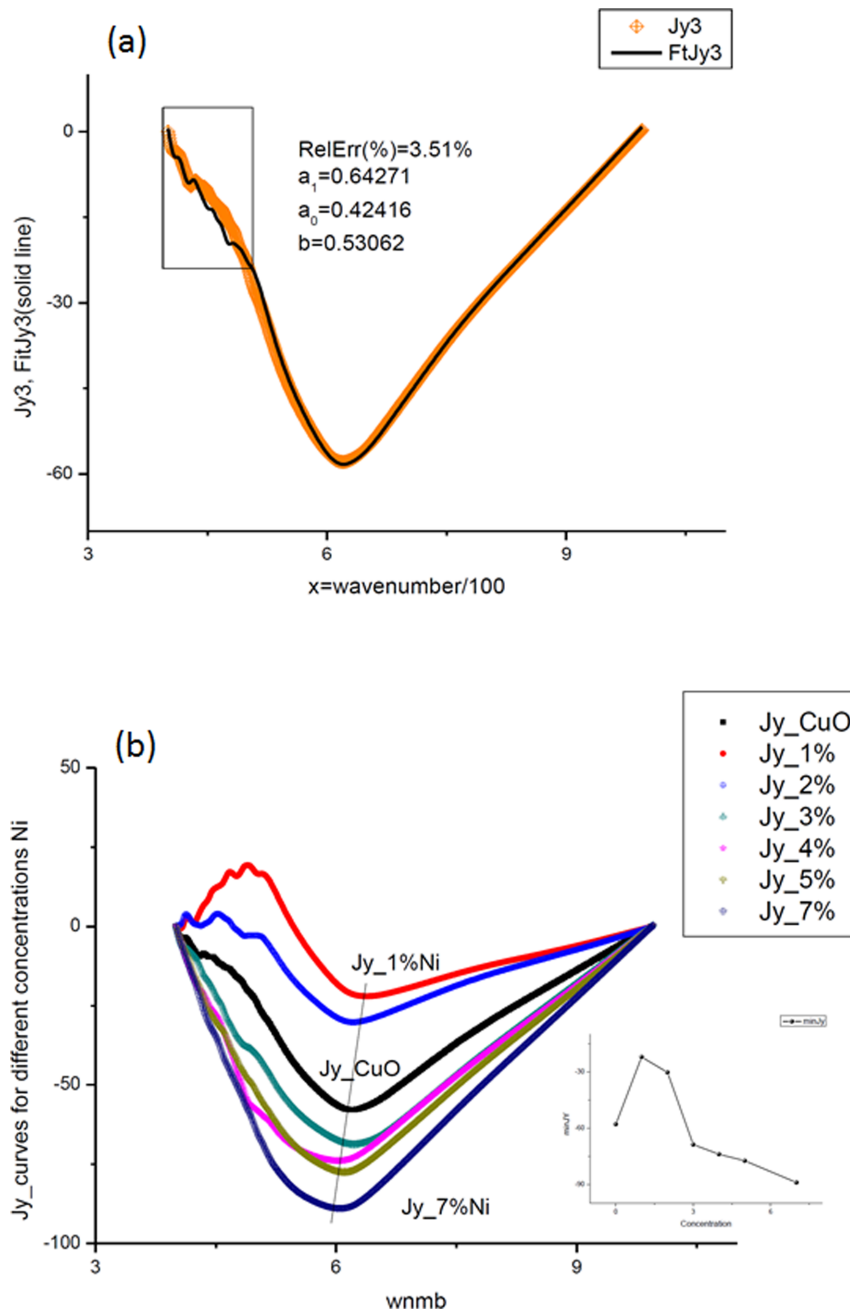 (a)
Jy3
FtJy3
0
-30
-60
Jy3, FitJy3(solid line)
RelErr(%)=3.51%
a1=0.64271
a0=0.42416
b=0.53062
3
6
9
x=wavenumber/100
(b)
Jy_CuO
Jy_1%
Jy_2%
Jy_3%
Jy_4%
Jy_5%
Jy_7%
50
-0
-50
-100
Jy_curves for different concentrations Ni
Jy_1%Ni
Jy_CuO
Jy_7%Ni
minJy
-30
-60
-90
minJY
0
3
6
Concentration
3
6
9
wnmb